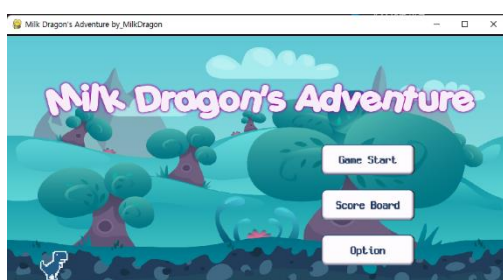 Milk Dragon's Adventure by_MilkDragon
Milk Dragon's Adventure
Game Start
Score Board
Option